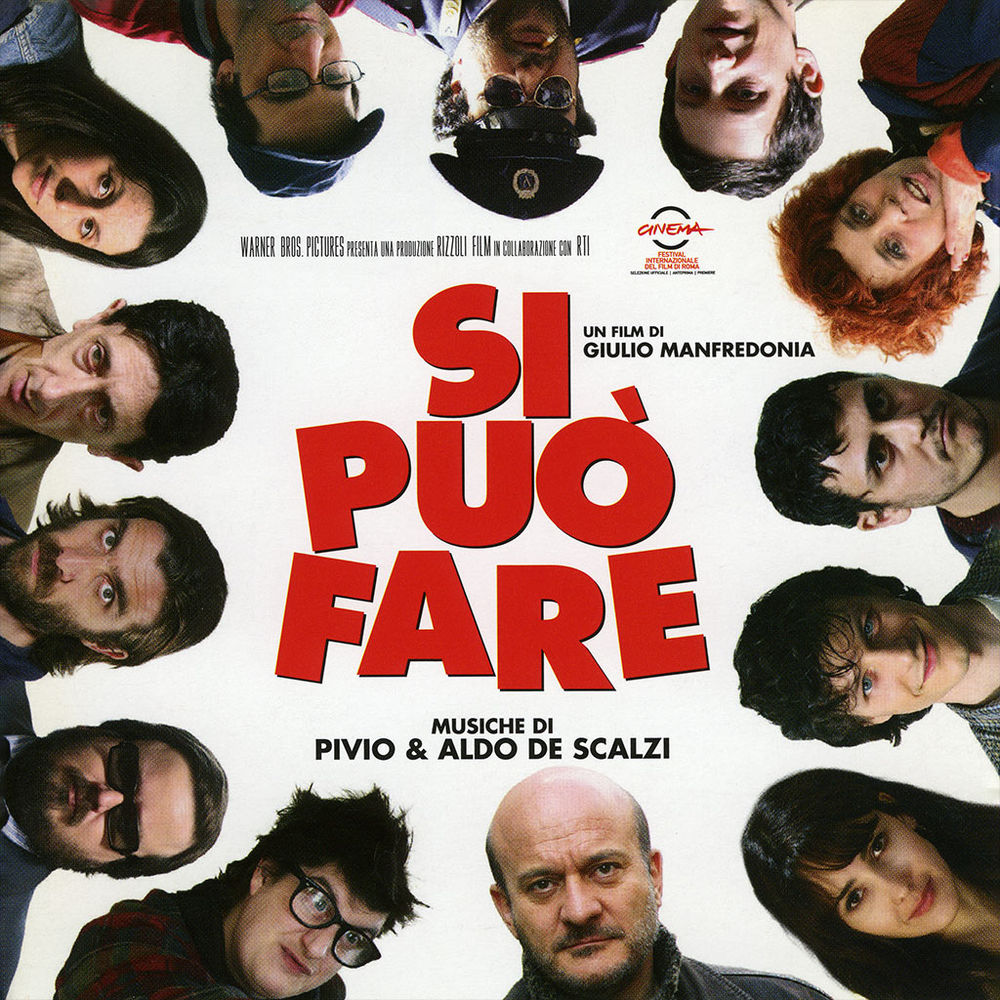 WARNER BROS. PICTURES PRESENTA UNA PRODUZIONE RIZZOLI FILM IN COLLABORAZIONE CON RTI
CINEMA
FESTIVAL
INTERNAZIONALE
DEL FILM DI ROMA
SELEZIONE UFFICIALE | ANTEPRIMA | PREMIERE
UN FILM DI
GIULIO MANFREDONIA
SI
PUÒ
FARE
MUSICHE DI
PIVIO & ALDO DE SCALZI